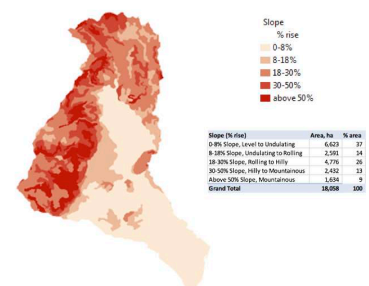 Slope
% rise
0-8%
8-18%
18-30%
30-50%
above 50%
Slope (% rise) Area, ha % area
0-8% Slope, Level to Undulating 6,623 37
8-18% Slope, Undulating to Rolling 2,591 14
18-30% Slope, Rolling to Hilly 4,776 26
30-50% Slope, Hilly to Mountainous 2,432 13
Above 50% Slope, Mountainous 1,634 9
Grand Total 18,058 100